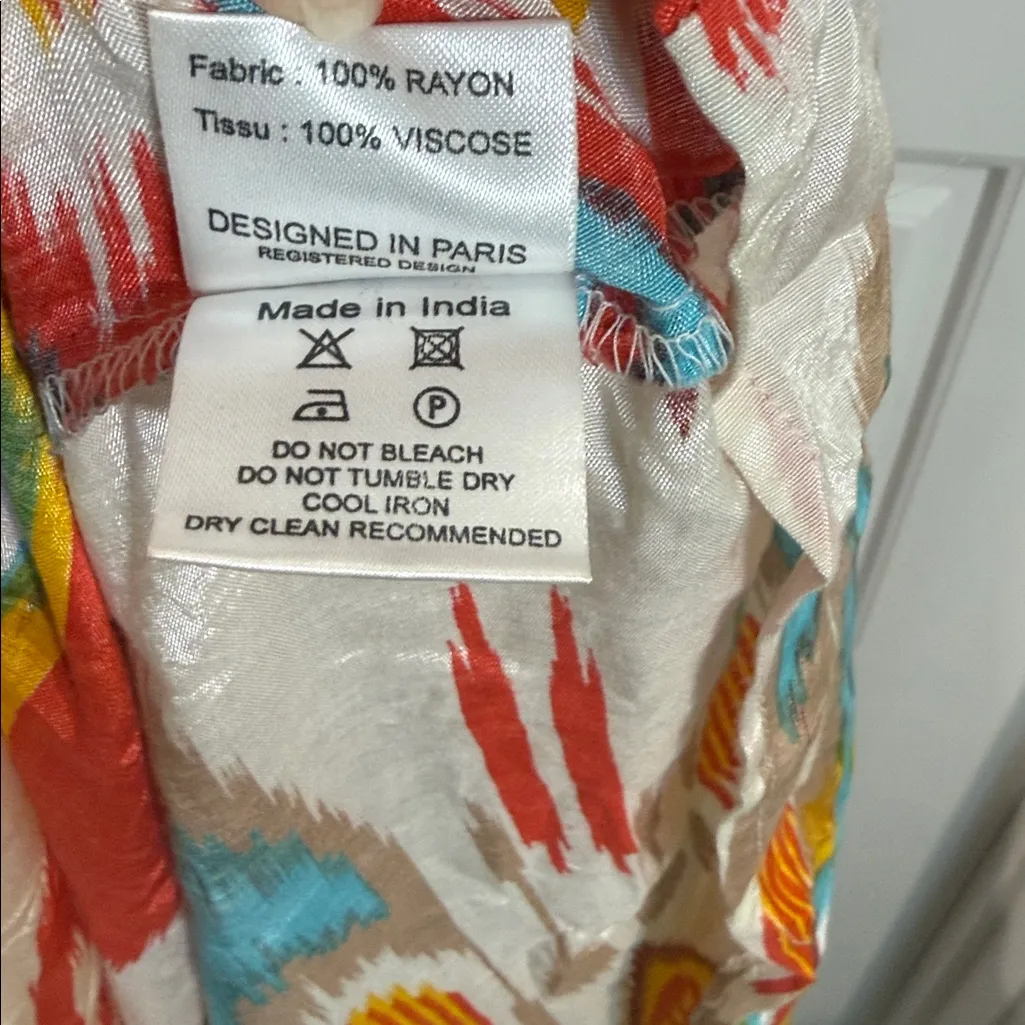 Fabric : 100% RAYON
Tissu : 100% VISCOSE
DESIGNED IN PARIS
REGISTERED DESIGN
Made in India
P
DO NOT BLEACH
DO NOT TUMBLE DRY
COOL IRON
DRY CLEAN RECOMMENDED